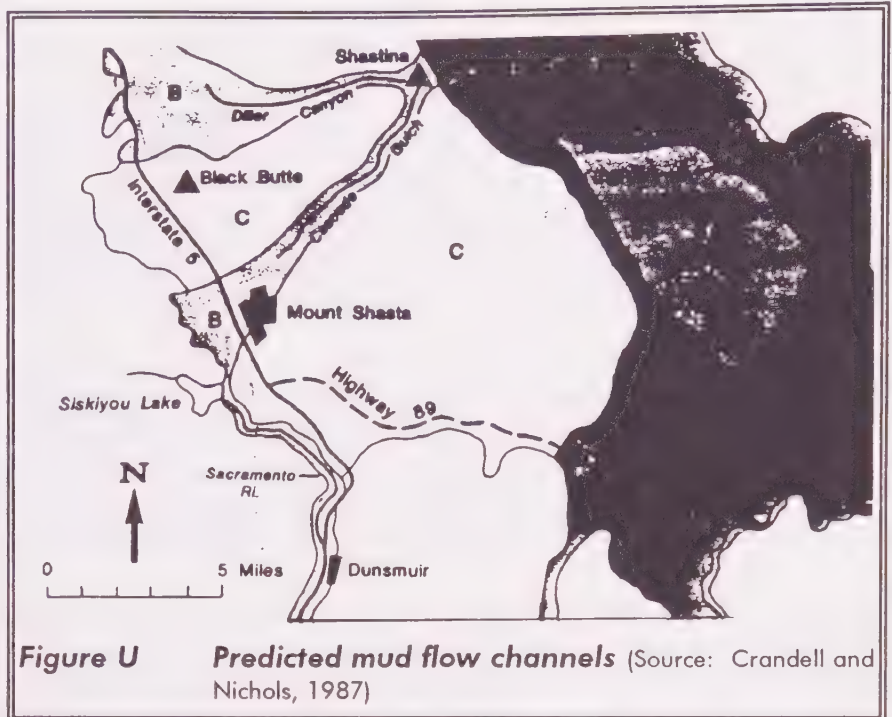 Shastina
B
Diller
Canyon
Gulch
Black Butte
Cascade
Interstate 5
C
C
B
Mount Shasta
Highway 89
Siskiyou Lake
N
Sacramento
Ri.
0 5 Miles
Dunsmuir
Figure U Predicted mud flow channels (Source: Crandell and
Nichols, 1987)